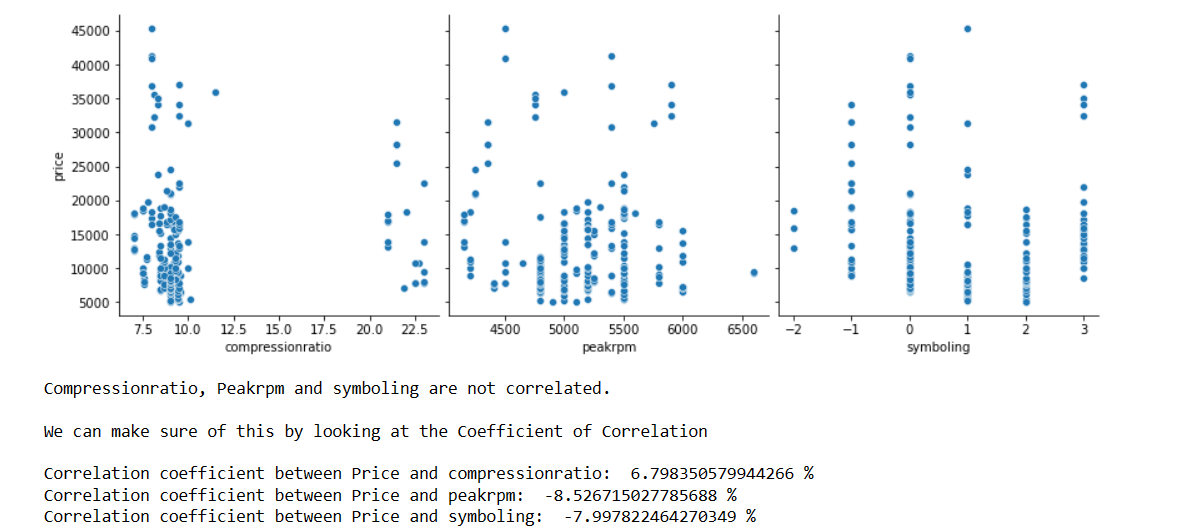 45000
40000
35000
30000
25000
20000
15000
10000
5000
price
7.5 10.0 12.5 15.0 17.5 20.0 22.5
compressionratio
4500 5000 5500 6000 6500
peakrpm
−2 −1 0 1 2 3
symboling
Compressionratio, Peakrpm and symboling are not correlated.
We can make sure of this by looking at the Coefficient of Correlation
Correlation coefficient between Price and compressionratio:  6.798350579944266 %
Correlation coefficient between Price and peakrpm:  -8.526715027785688 %
Correlation coefficient between Price and symboling:  -7.997822464270349 %